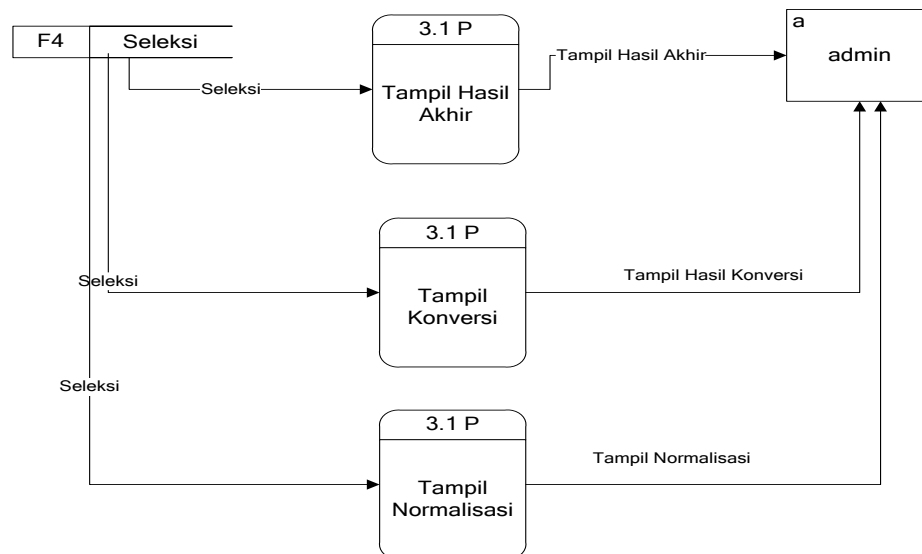 F4
Seleksi
Seleksi
3.1 P
Tampil Hasil
Akhir
Tampil Hasil Akhir
a
admin
Seleksi
3.1 P
Tampil
Konversi
Tampil Hasil Konversi
Seleksi
3.1 P
Tampil
Normalisasi
Tampil Normalisasi